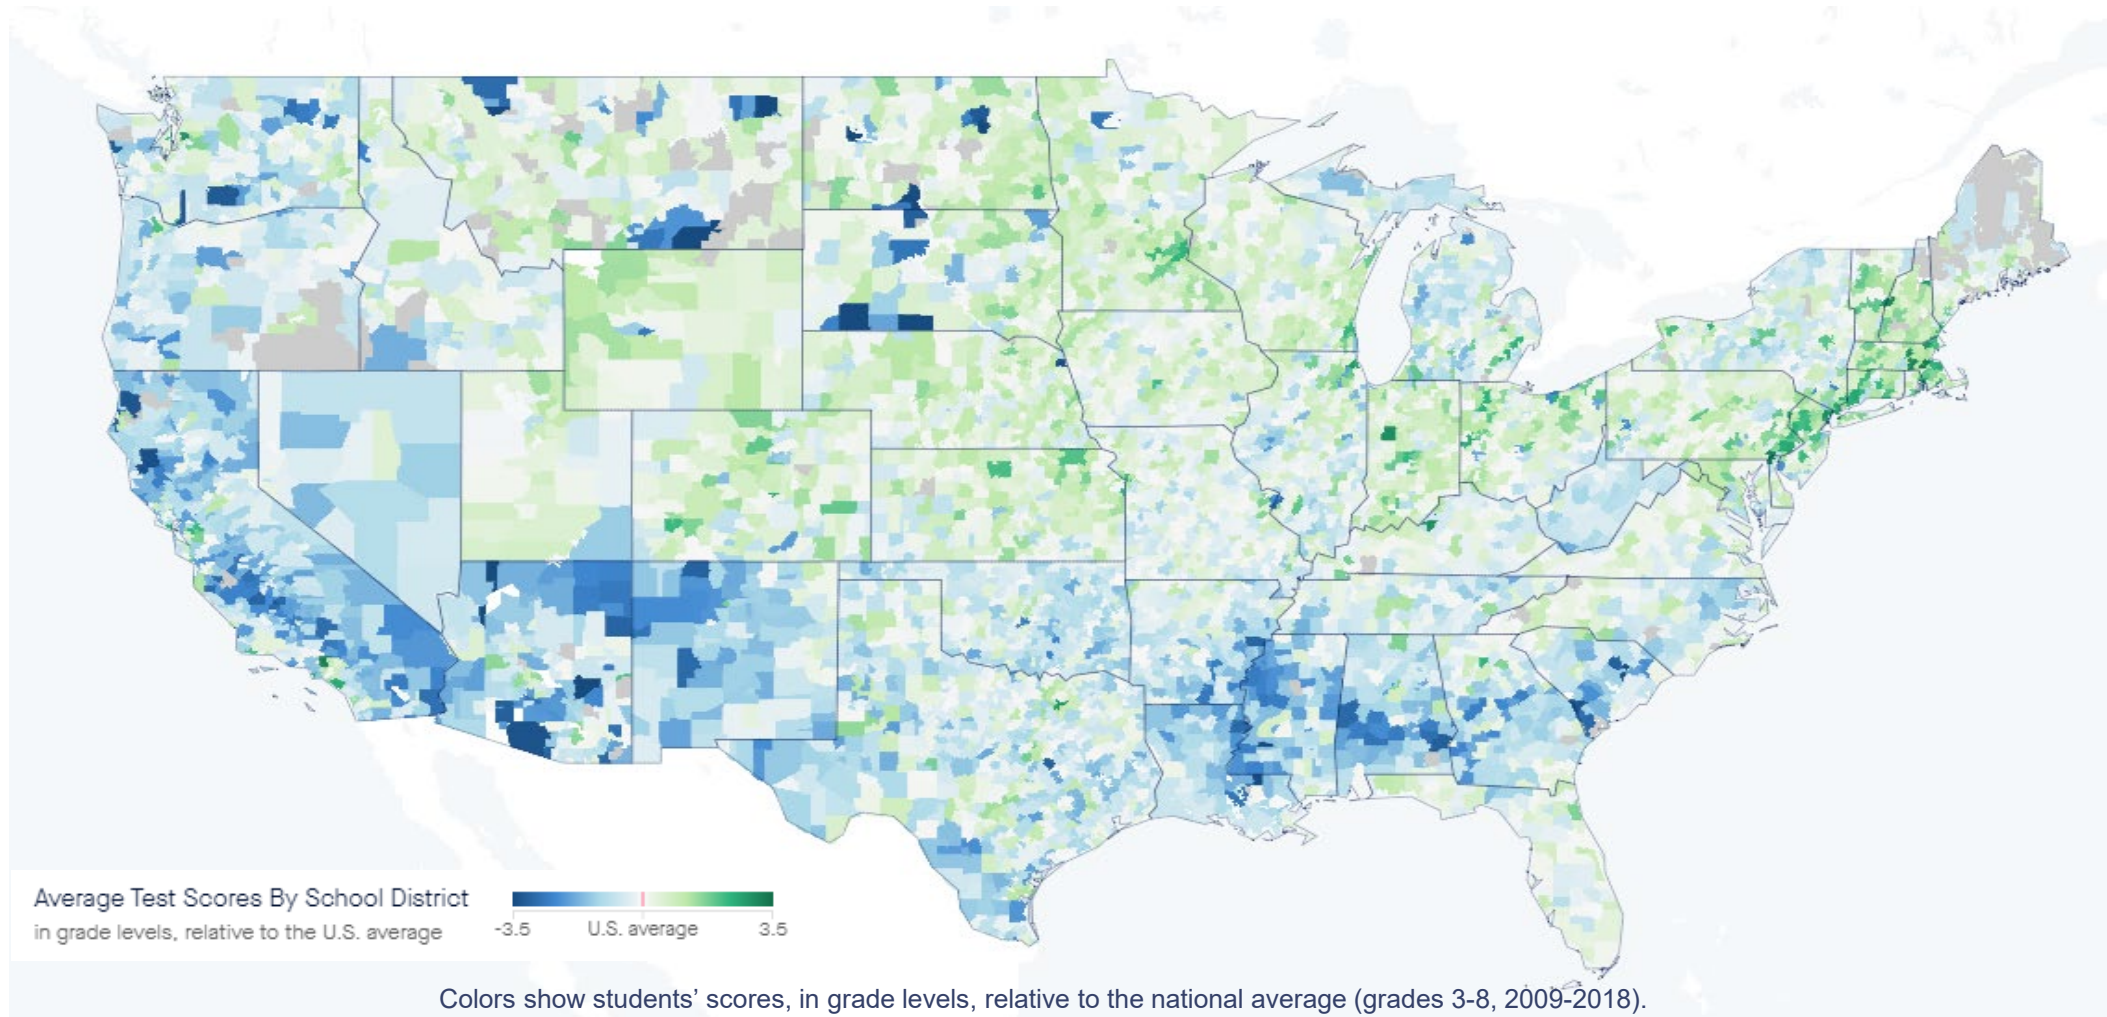 Average Test Scores By School District
in grade levels, relative to the U.S. average
-3.5 U.S. average 3.5
Colors show students’ scores, in grade levels, relative to the national average (grades 3-8, 2009-2018).